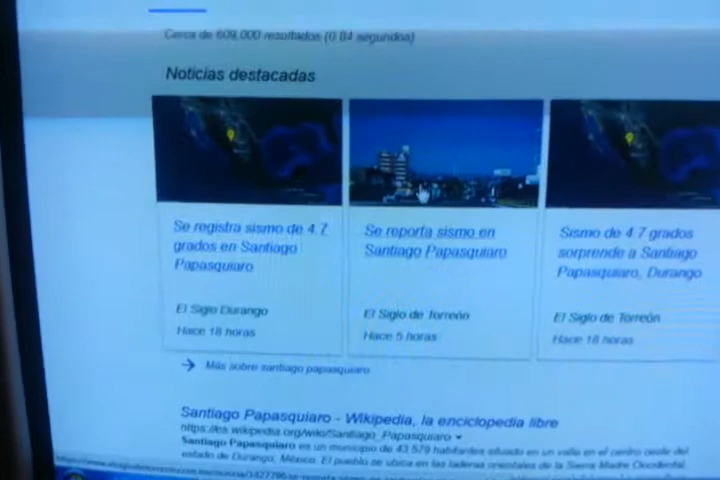 Cerca de 609,000 resultados (0.84 segundos)
Noticias destacadas
Se registra sismo de 4.7
grados en Santiago
Papasquiaro
El Siglo Durango
Hace 18 horas
Se reporta sismo en
Santiago Papasquiaro
El Siglo de Torreón
Hace 5 horas
Sismo de 4.7 grados
sorprende a Santiago
Papasquiaro, Durango
El Siglo de Torreón
Hace 18 horas
Más sobre santiago papasquiaro
Santiago Papasquiaro - Wikipedia, la enciclopedia libre
https://es.wikipedia.org/wiki/Santiago_Papasquiaro
Santiago Papasquiaro es un municipio de 43 579 habitantes situado en un valle en el centro oeste del
estado de Durango, México. El pueblo se ubica en las laderas orientales de la Sierra Madre Occidental,